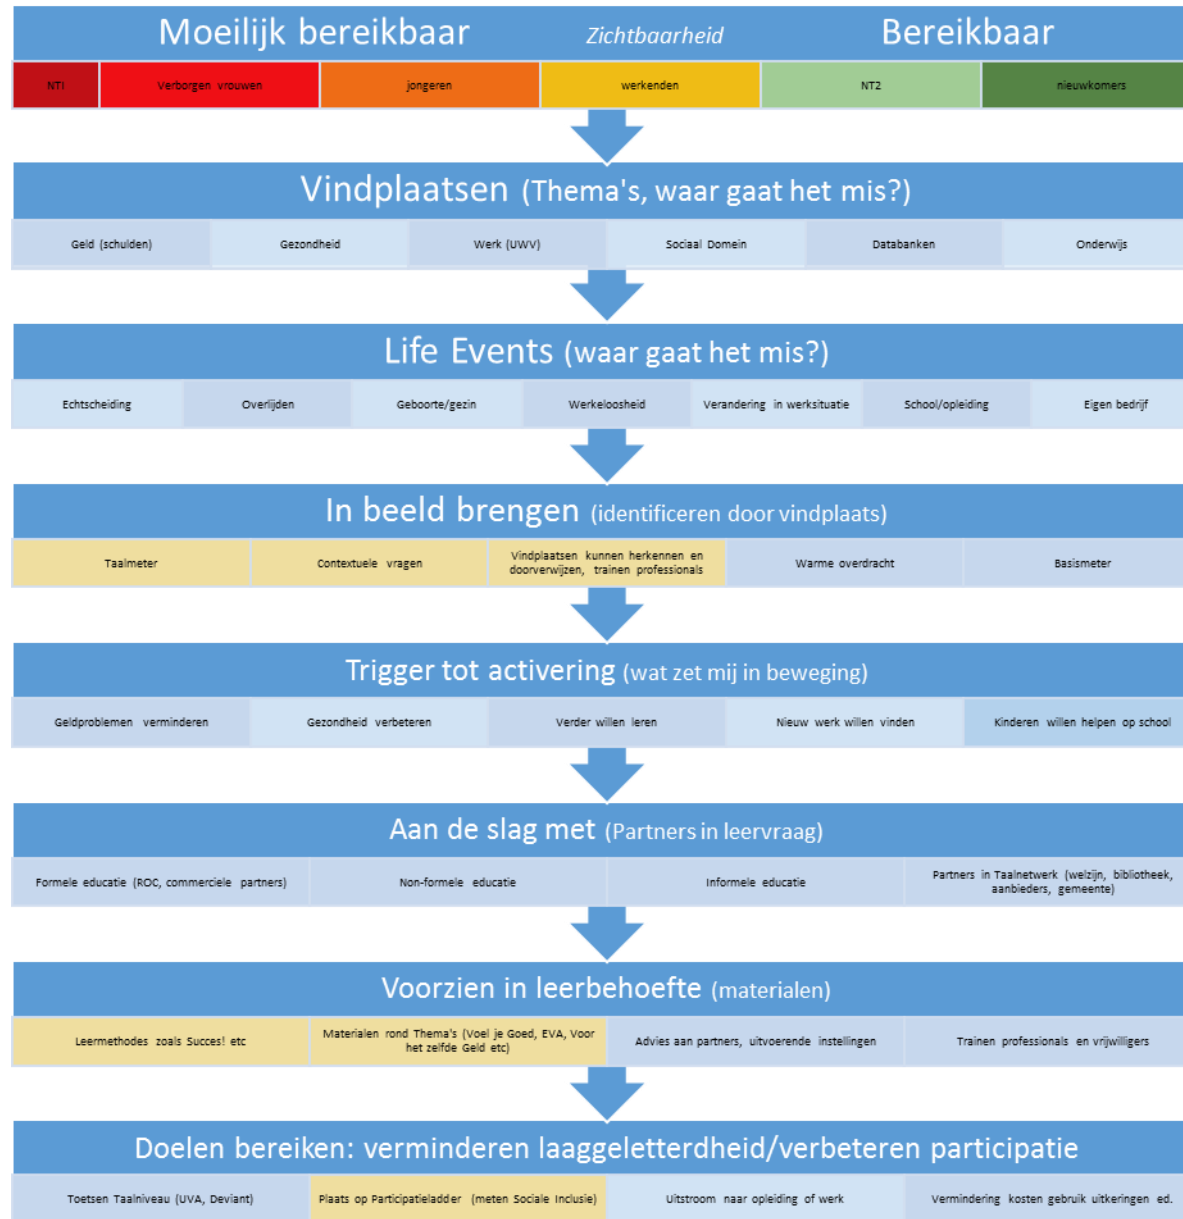 Moeilijk bereikbaar Zichtbaarheid Bereikbaar
NT1 Verborgen vrouwen jongeren werkenden NT2 nieuwkomers
Vindplaatsen (Thema's, waar gaat het mis?)
Geld (schulden) Gezondheid Werk (UWV) Sociaal Domein Databanken Onderwijs
Life Events (waar gaat het mis?)
Echtscheiding Overlijden Geboorte/gezin Werkeloosheid Verandering in werksituatie School/opleiding Eigen bedrijf
In beeld brengen (identificeren door vindplaats)
Taalmeter Contextuele vragen Vindplaatsen kunnen herkennen en
doorverwijzen, trainen professionals Warme overdracht Basismeter
Trigger tot activering (wat zet mij in beweging)
Geldproblemen verminderen Gezondheid verbeteren Verder willen leren Nieuw werk willen vinden Kinderen willen helpen op school
Aan de slag met (Partners in leervraag)
Formele educatie (ROC, commerciele partners) Non-formele educatie Informele educatie Partners in Taalnetwerk (welzijn, bibliotheek,
aanbieders, gemeente)
Voorzien in leerbehoefte (materialen)
Leermethodes zoals Succes! etc Materialen rond Thema's (Voel je Goed, EVA, Voor
het zelfde Geld etc) Advies aan partners, uitvoerende instellingen Trainen professionals en vrijwilligers
Doelen bereiken: verminderen laaggeletterdheid/verbeteren participatie
Toetsen Taalniveau (UVA, Deviant) Plaats op Participatieladder (meten Sociale Inclusie) Uitstroom naar opleiding of werk Vermindering kosten gebruik uitkeringen ed.